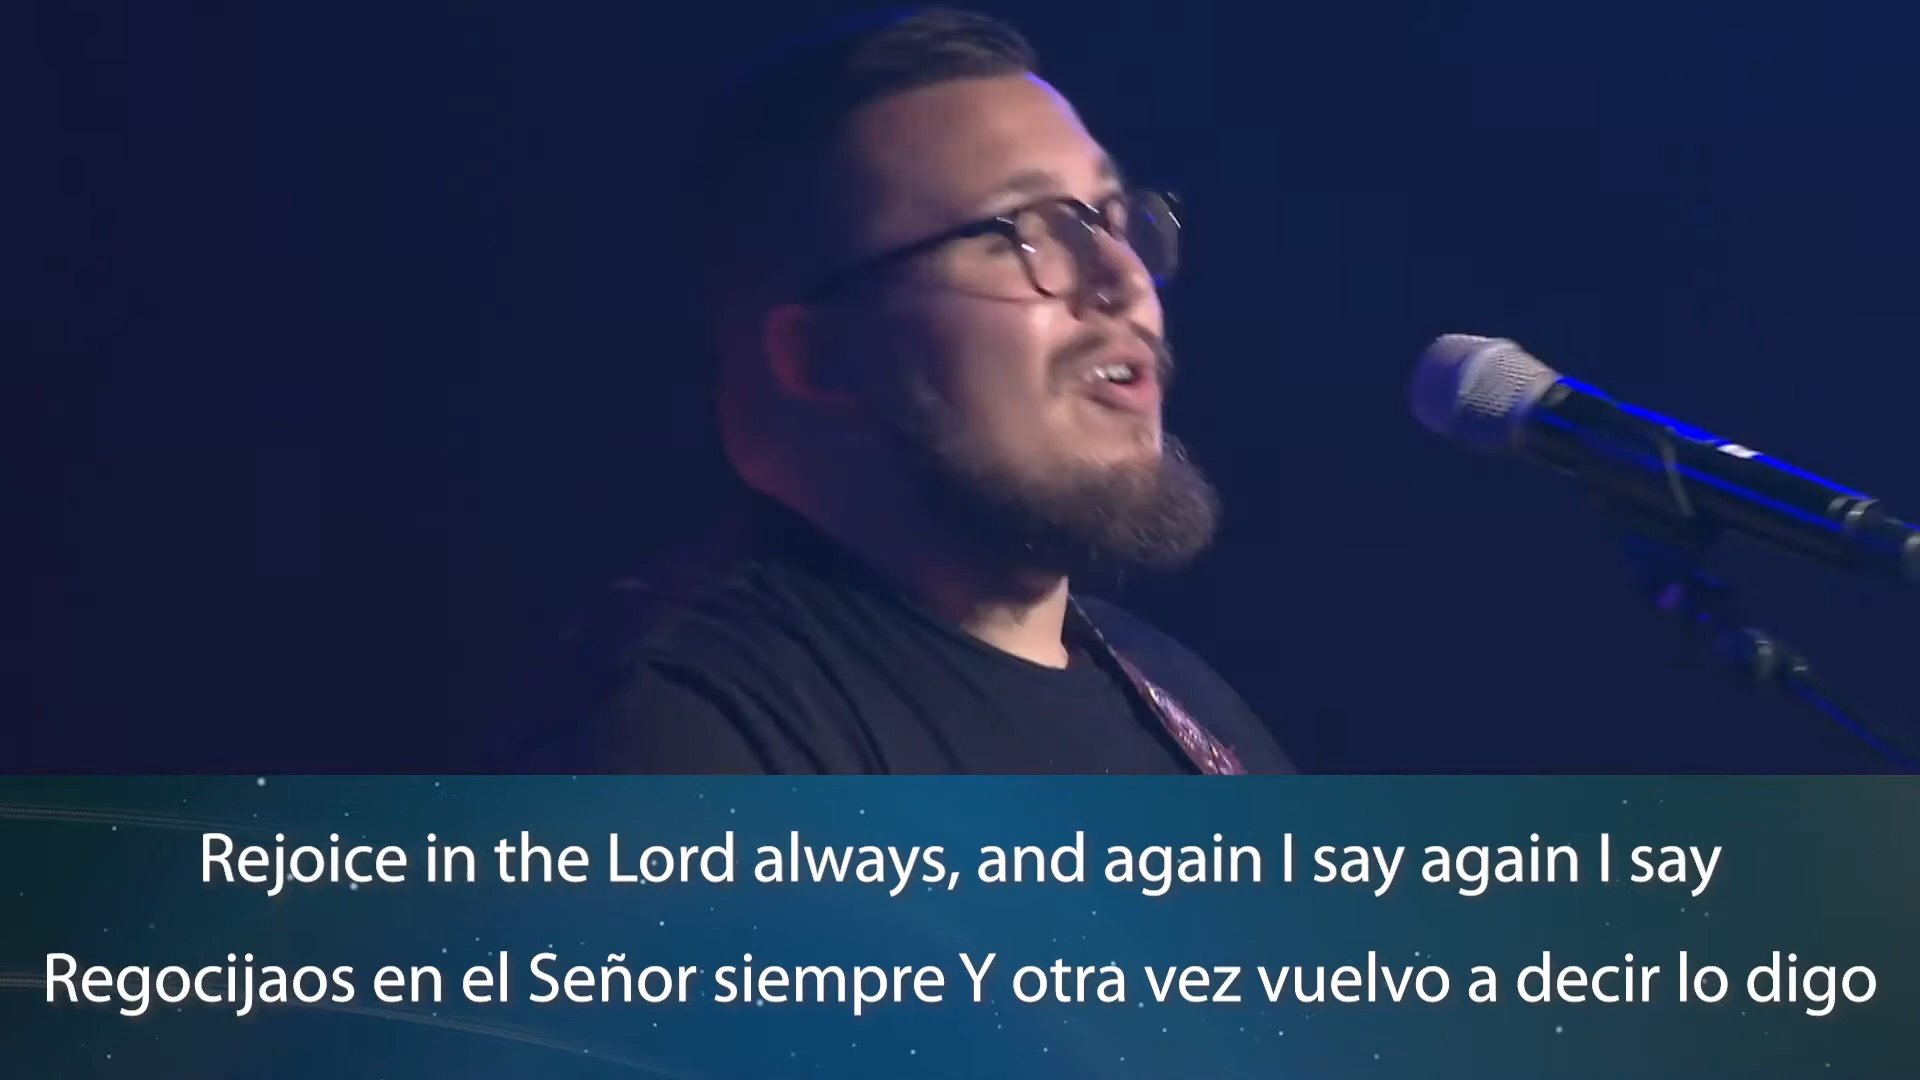 Rejoice in the Lord always, and again I say again I say
Regocijaos en el Señor siempre Y otra vez vuelvo a decir lo digo